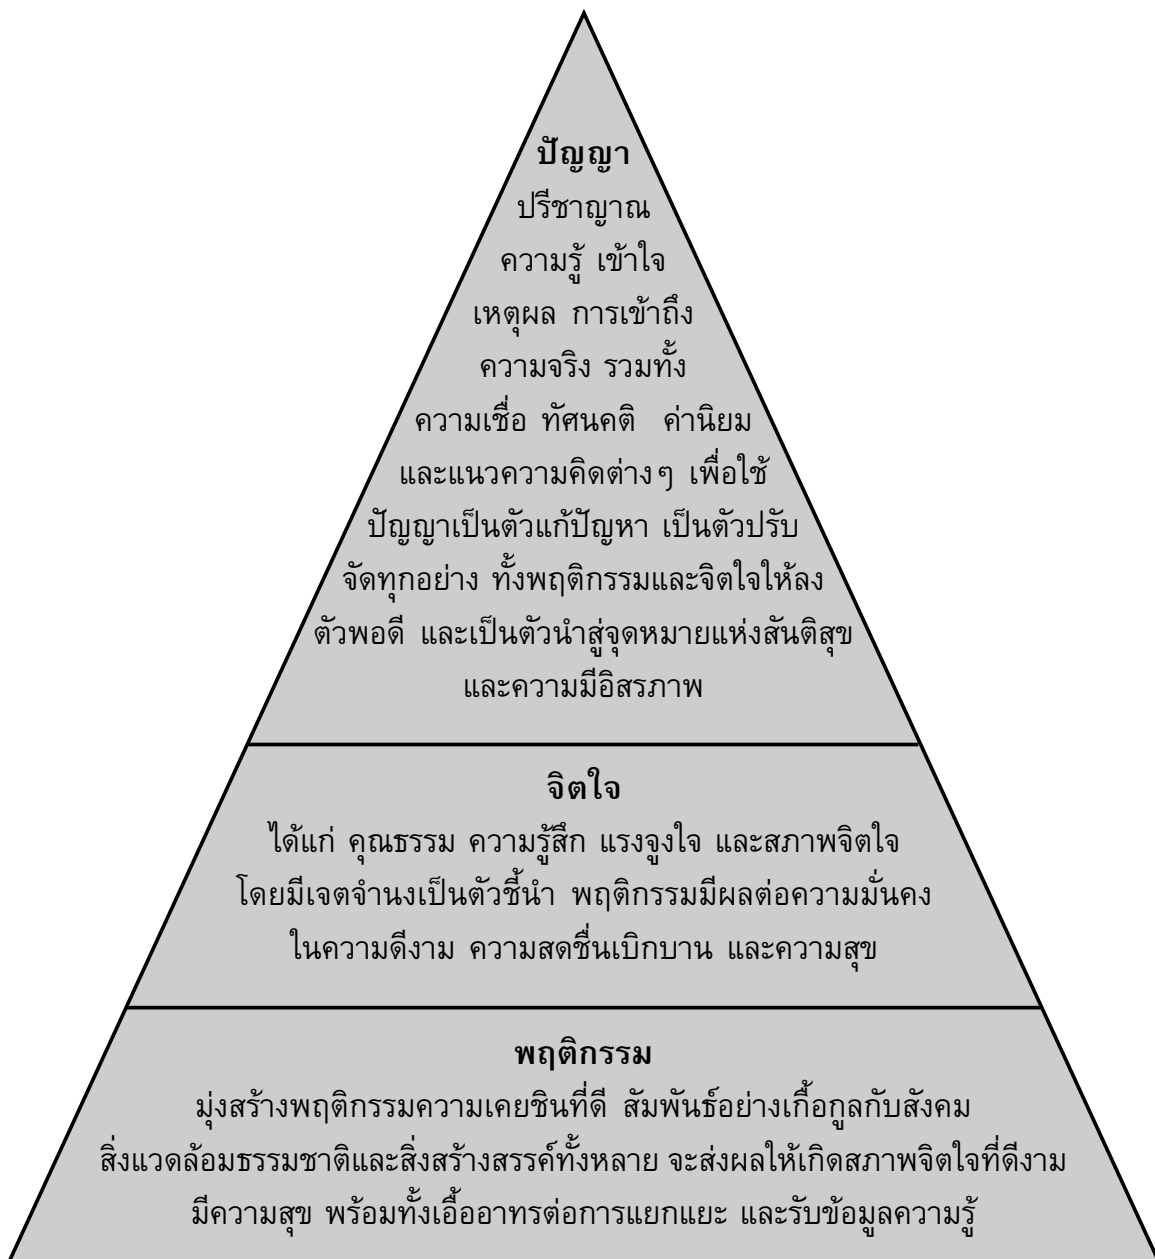 ปัญญา
ปรีชาญาณ
ความรู้ เข้าใจ
เหตุผล การเข้าถึง
ความจริง รวมทั้ง
ความเชื่อ ทัศนคติ ค่านิยม
และแนวความคิดต่างๆ เพื่อใช้
ปัญญาเป็นตัวแก้ปัญหา เป็นตัวปรับ
จัดทุกอย่าง ทั้งพฤติกรรมและจิตใจให้ลง
ตัวพอดี และเป็นตัวนำสู่จุดหมายแห่งสันติสุข
และความมีอิสรภาพ
จิตใจ
ได้แก่ คุณธรรม ความรู้สึก แรงจูงใจ และสภาพจิตใจ
โดยมีเจตจำนงเป็นตัวชี้นำ พฤติกรรมมีผลต่อความมั่นคง
ในความดีงาม ความสดชื่นเบิกบาน และความสุข
พฤติกรรม
มุ่งสร้างพฤติกรรมความเคยชินที่ดี สัมพันธ์อย่างเกื้อกูลกับสังคม
สิ่งแวดล้อมธรรมชาติและสิ่งสร้างสรรค์ทั้งหลาย จะส่งผลให้เกิดสภาพจิตใจที่ดีงาม
มีความสุข พร้อมทั้งเอื้ออาทรต่อการแยกแยะ และรับข้อมูลความรู้